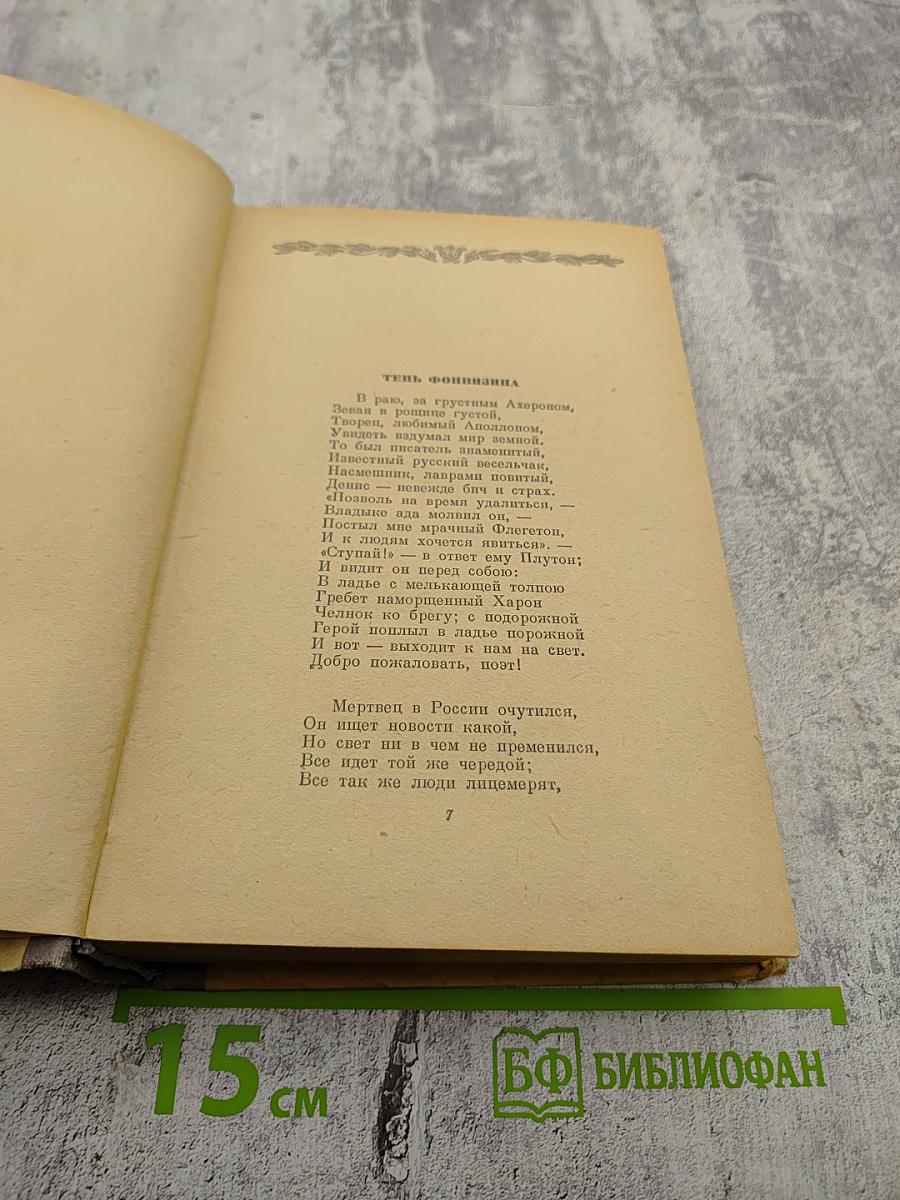 ТЕНЬ ФОНВИЗИНА
В раю, за грустным Ахероном,
Зевая в рощице густой,
Творец, любимый Аполлоном,
Увидеть вздумал мир земной.
То был писатель знаменитый,
Известный русский весельчак,
Насмешник, лаврами повитый,
Денис — невежде бич и страх.
«Позволь на время удалиться, —
Владыке ада молвил он, —
Постыл мне мрачный Флегетон,
И к людям хочется явиться». —
«Ступай!» — в ответ ему Плутон;
И видит он перед собою:
В ладье с мелькающей толпою
Гребет наморщенный Харон
Челнок ко брегу; с подорожной
Герой поплыл в ладье порожной
И вот — выходит к нам на свет.
Добро пожаловать, поэт!
Мертвец в России очутился,
Он ищет новости какой,
Но свет ни в чем не пременился,
Все идет той же чередой;
Все так же люди лицемерят,
7
15 см
БФ БИБЛИОФАН